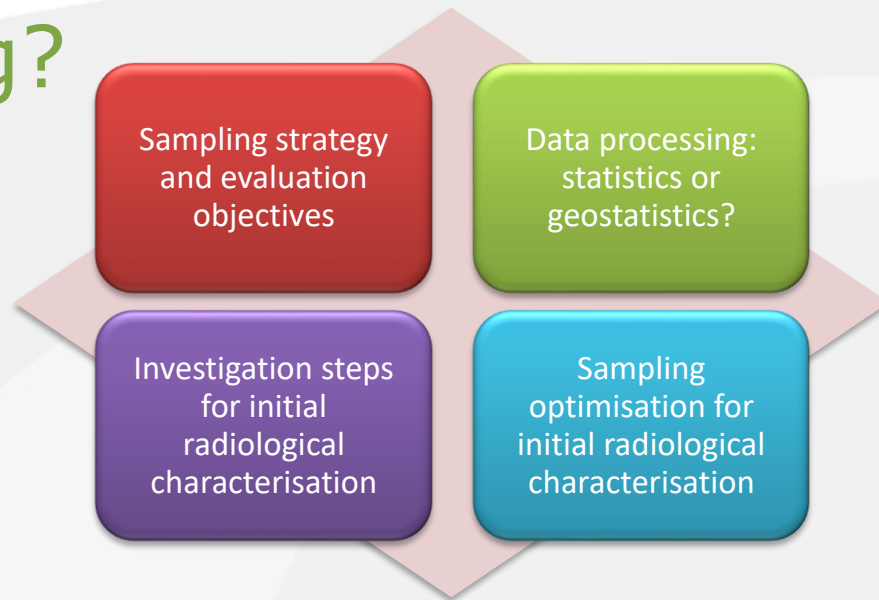 g?
Sampling strategy
and evaluation
objectives
Data processing:
statistics or
geostatistics?
Investigation steps
for initial
radiological
characterisation
Sampling
optimisation for
initial radiological
characterisation